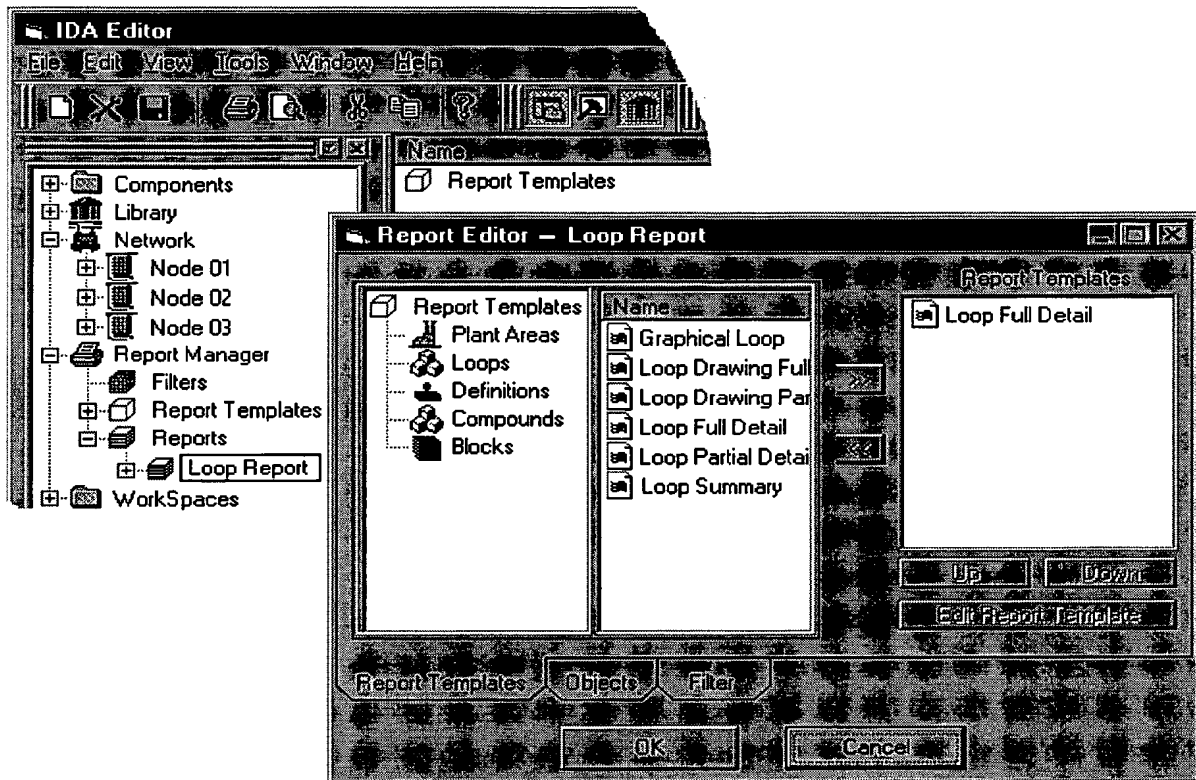 IDA Editor
File Edit View Tools Window Help
Name
Report Templates
Components
Library
Network
Node 01
Node 02
Node 03
Report Manager
Filters
Report Templates
Reports
Loop Report
WorkSpaces
Report Editor — Loop Report
Report Templates
Plant Areas
Loops
Definitions
Compounds
Blocks
Name
Graphical Loop
Loop Drawing Full
Loop Drawing Par
Loop Full Detail
Loop Partial Detai
Loop Summary
>>
<<
Report Templates
Loop Full Detail
Up Down
Edit Report Template
Report Templates Objects Filter
OK Cancel